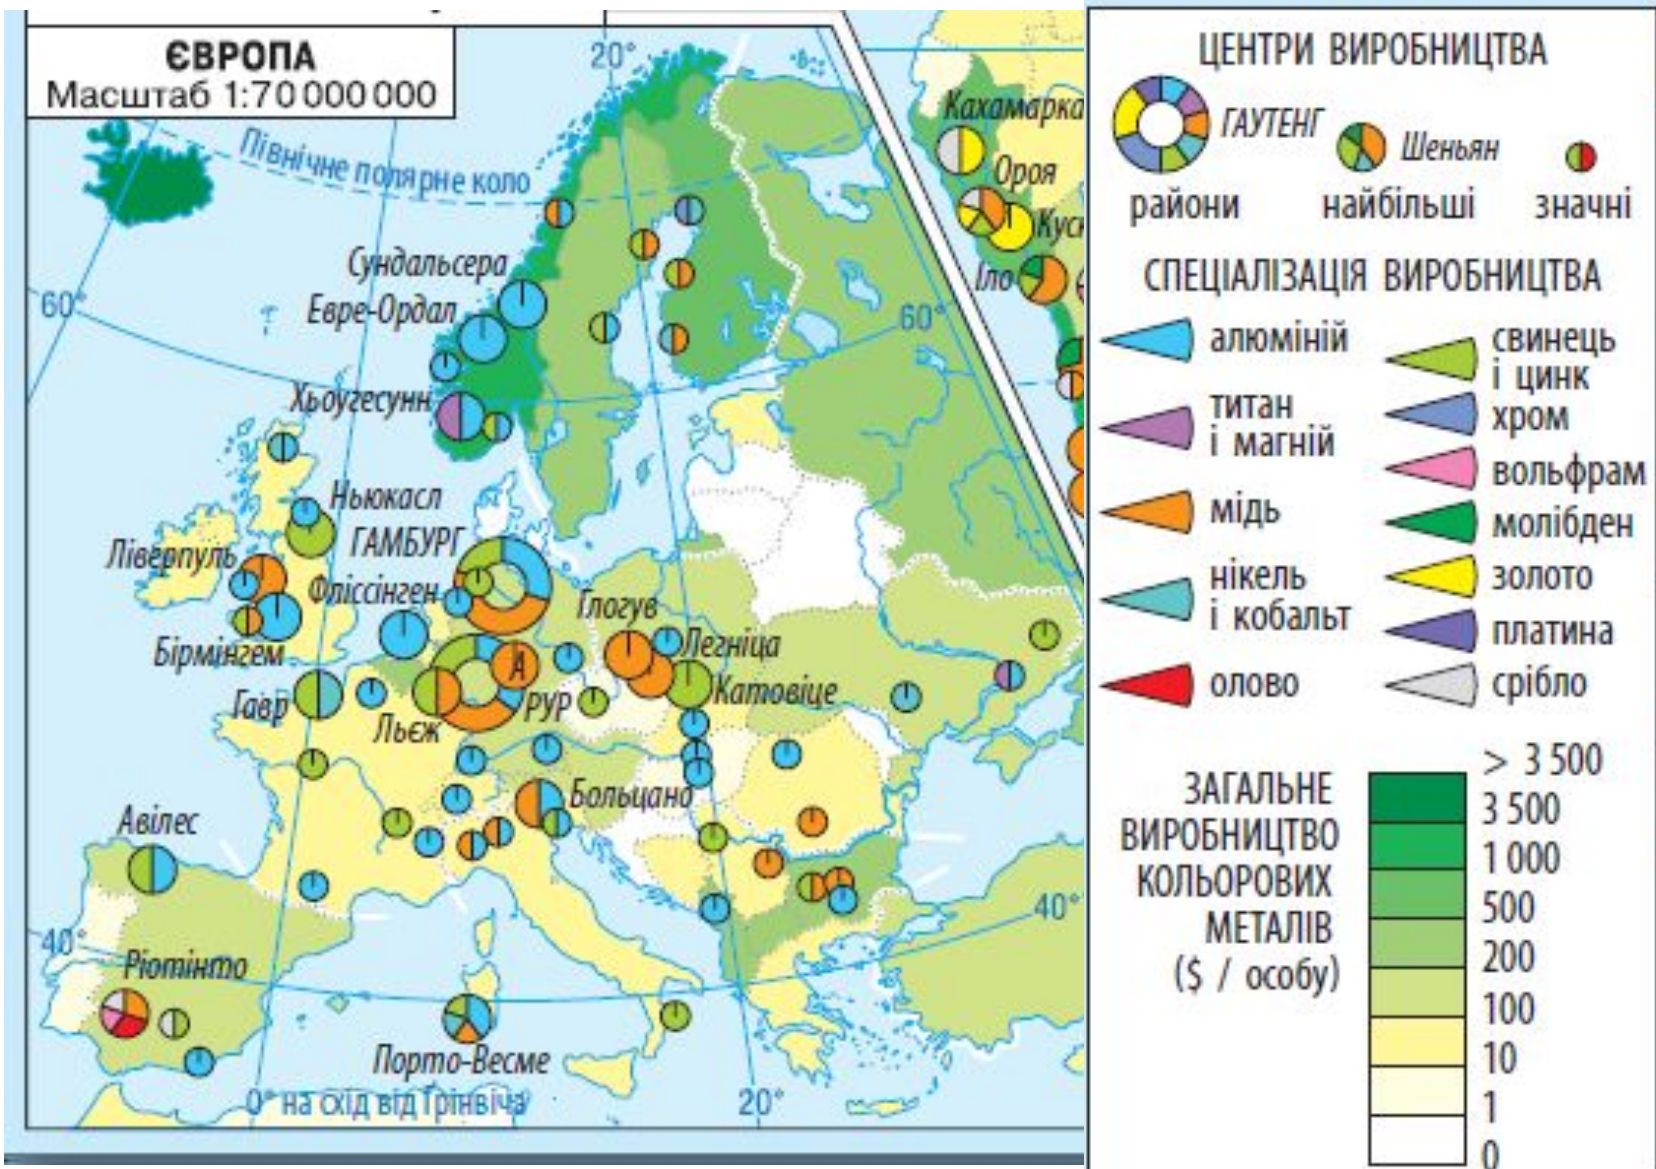 ЄВРОПА
Масштаб 1:70 000 000
20°
Північне полярне коло
Кахамарка
Ороя
Іло
Сундальсера
Евре-Ордал
60°
60°
Хьоугесунн
Ньюкасл
ГАМБУРГ
Ліверпуль
Фліссінген
Глогув
Легніца
Бірмінгем
А
Катовіце
Гавр
РУР
Льєж
Больцано
Авілес
40°
40°
Ріотінто
Порто-Весме
0° на схід від Грінвіча
20°
ЦЕНТРИ ВИРОБНИЦТВА
ГАУТЕНГ
Шеньян
райони
найбільші
значні
СПЕЦІАЛІЗАЦІЯ ВИРОБНИЦТВА
алюміній
титан
і магній
мідь
нікель
і кобальт
олово
свинець
і цинк
хром
вольфрам
молібден
золото
платина
срібло
ЗАГАЛЬНЕ
ВИРОБНИЦТВО
КОЛЬОРОВИХ
МЕТАЛІВ
($ / особу)
> 3 500
3 500
1 000
500
200
100
10
1
0